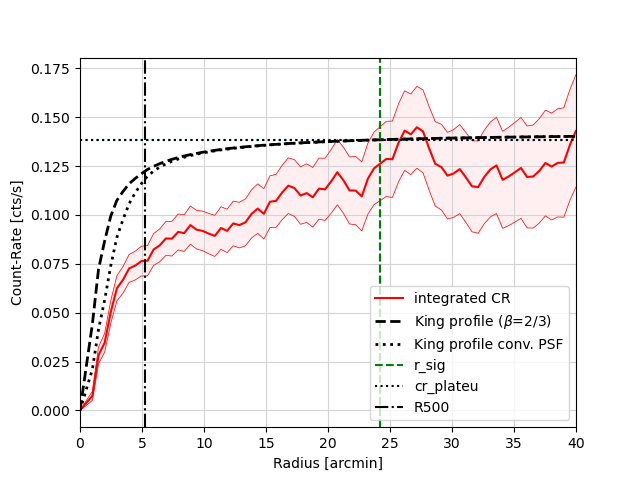 0.175
0.150
0.125
0.100
0.075
0.050
0.025
0.000
Count-Rate [cts/s]
integrated CR
King profile (β=2/3)
King profile conv. PSF
r_sig
cr_plateu
R500
0 5 10 15 20 25 30 35 40
Radius [arcmin]